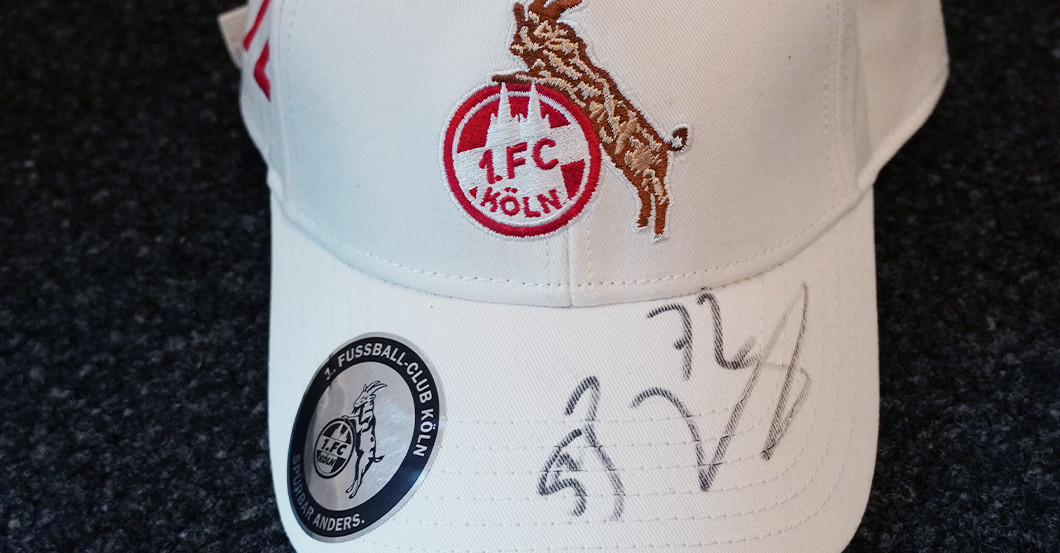 1. FC
KÖLN
1. FUSSBALL-CLUB KÖLN
1. FC
KÖLN
SPÜRBAR ANDERS.